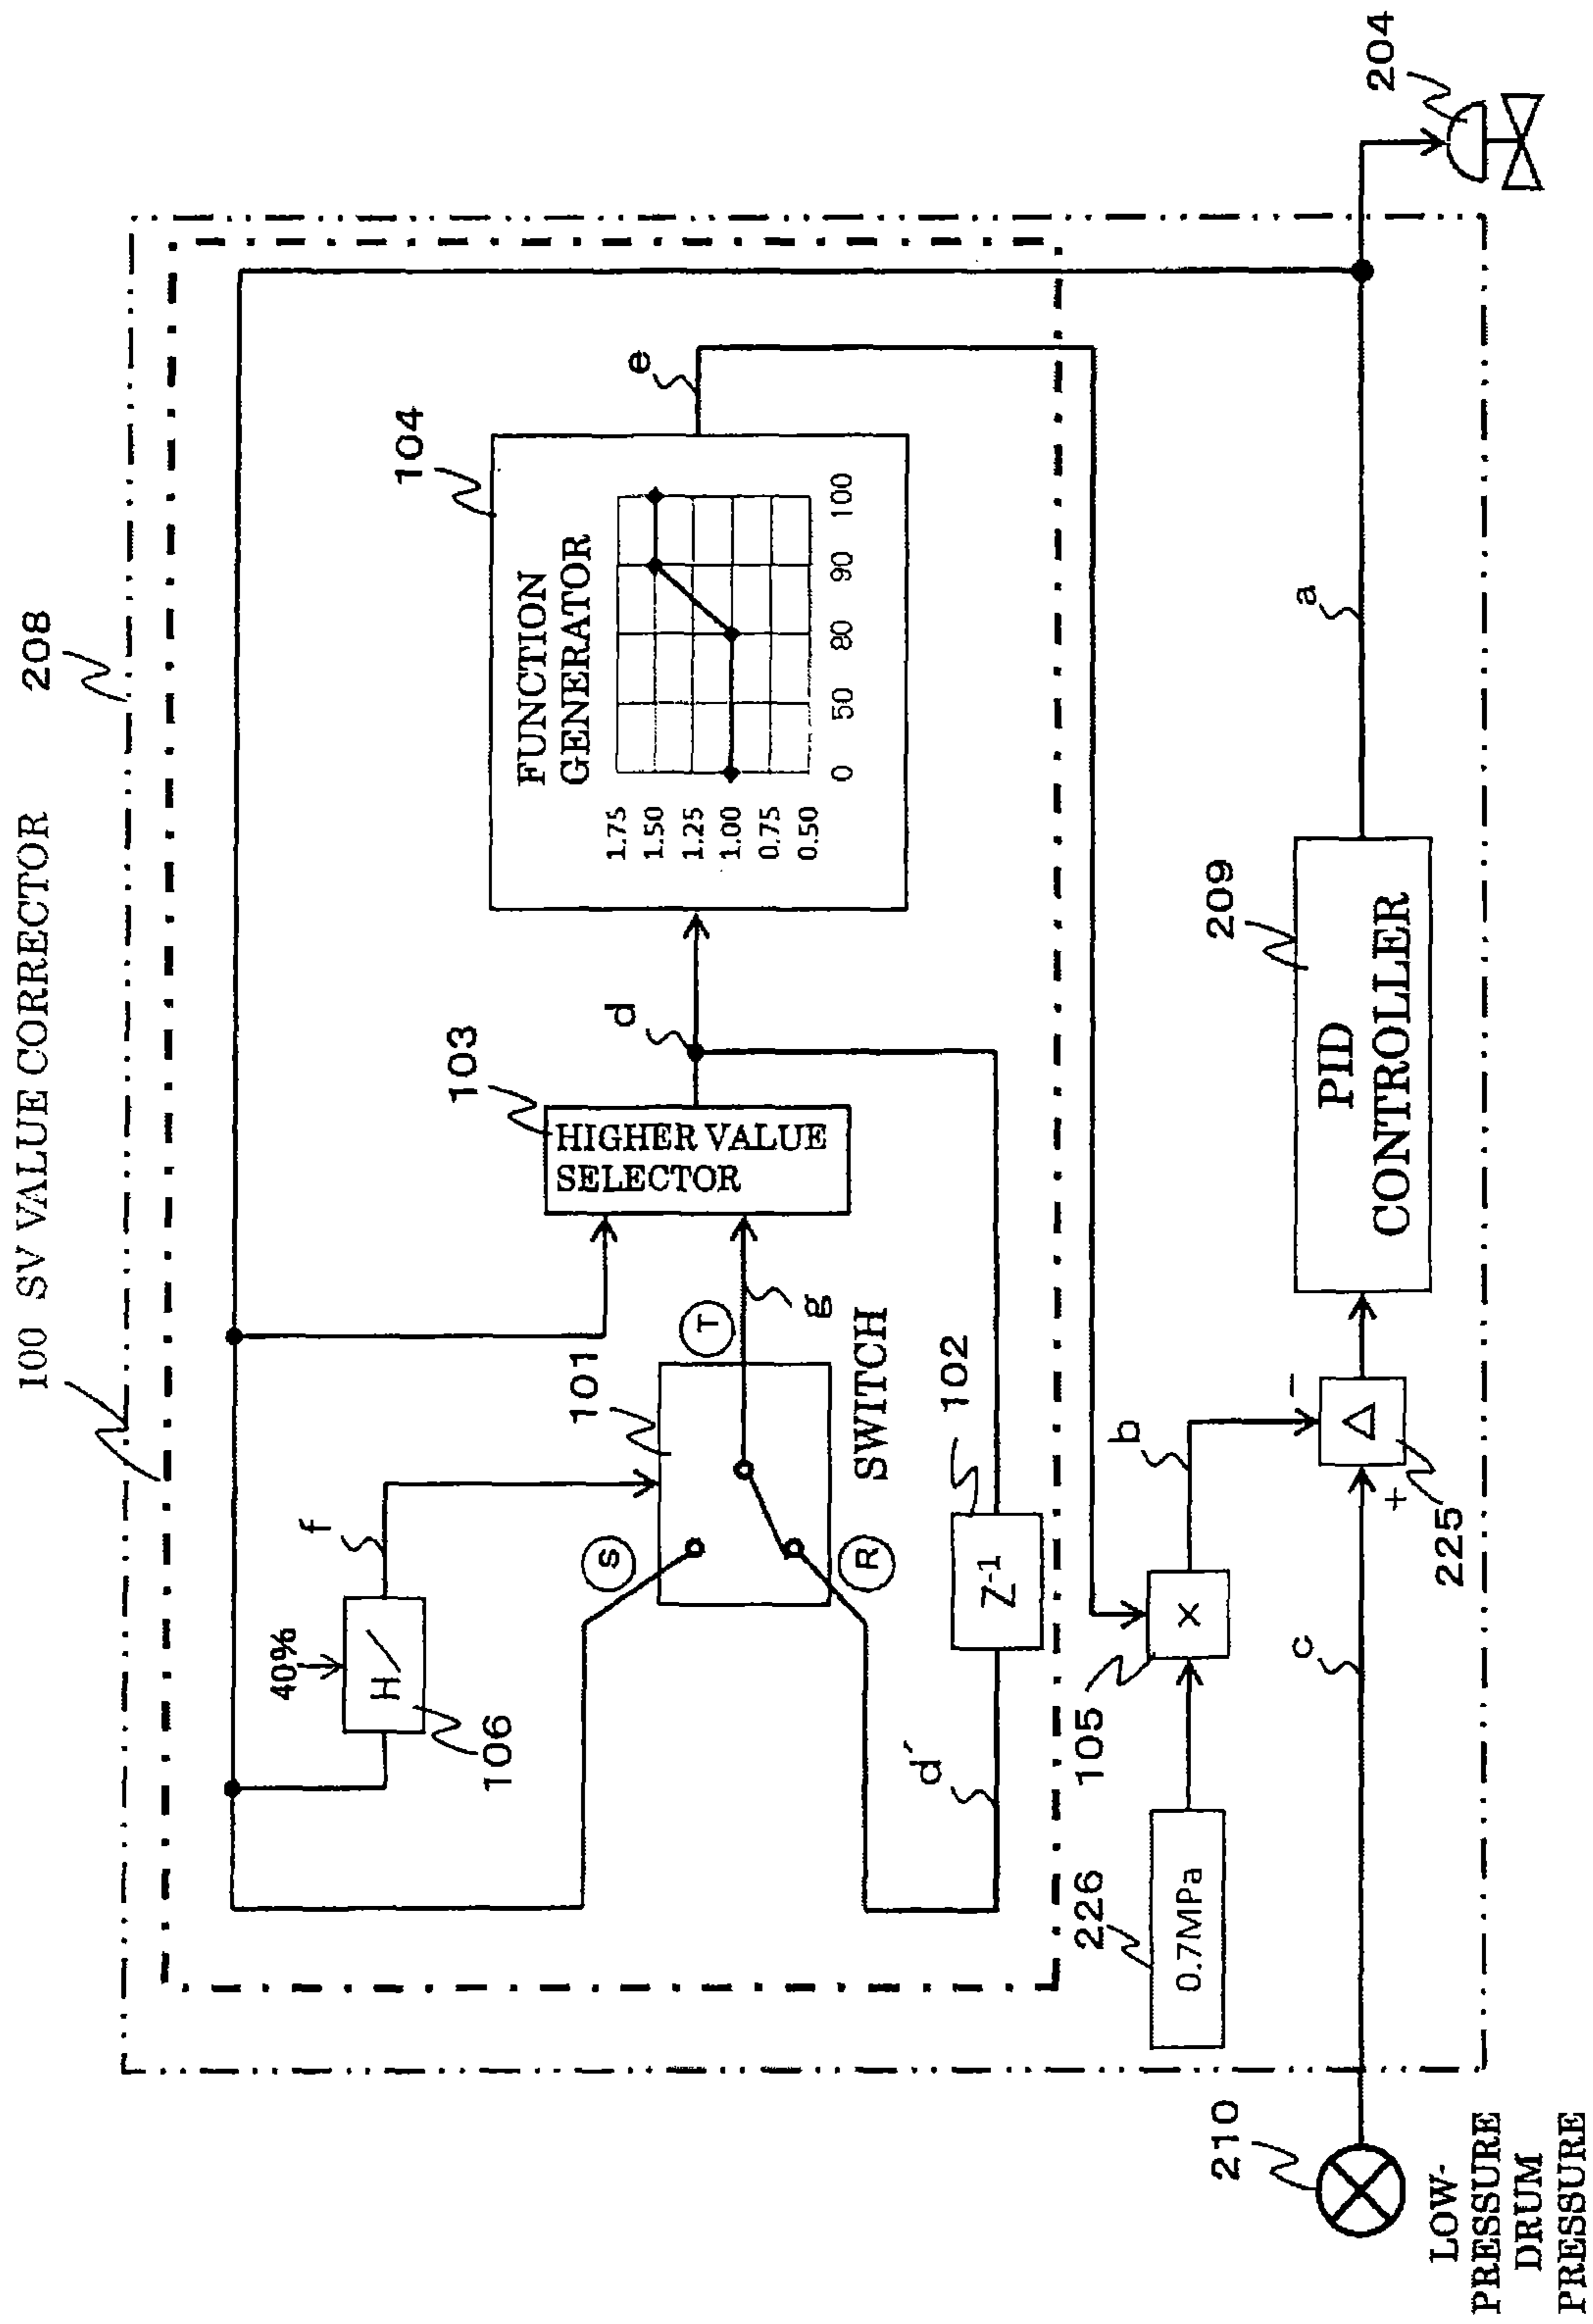 100 SV VALUE CORRECTOR
208
204
104
e
FUNCTION
GENERATOR
1.75
1.50
1.25
1.00
0.75
0.50
0
50
80
90
100
103
d
HIGHER VALUE
SELECTOR
40%
H/
106
f
101
S
T
R
g
SWITCH
102
Z-1
d´
226
0.7MPa
105
×
b
−
+
Δ
225
c
209
PID
CONTROLLER
a
210
LOW-
PRESSURE
DRUM
PRESSURE